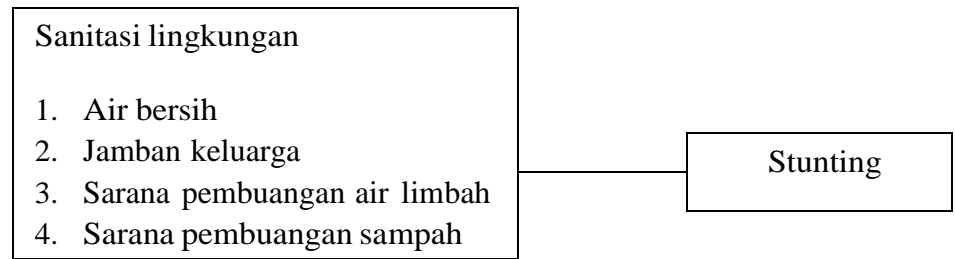 Sanitasi lingkungan
1. Air bersih
2. Jamban keluarga
3. Sarana pembuangan air limbah
4. Sarana pembuangan sampah
Stunting